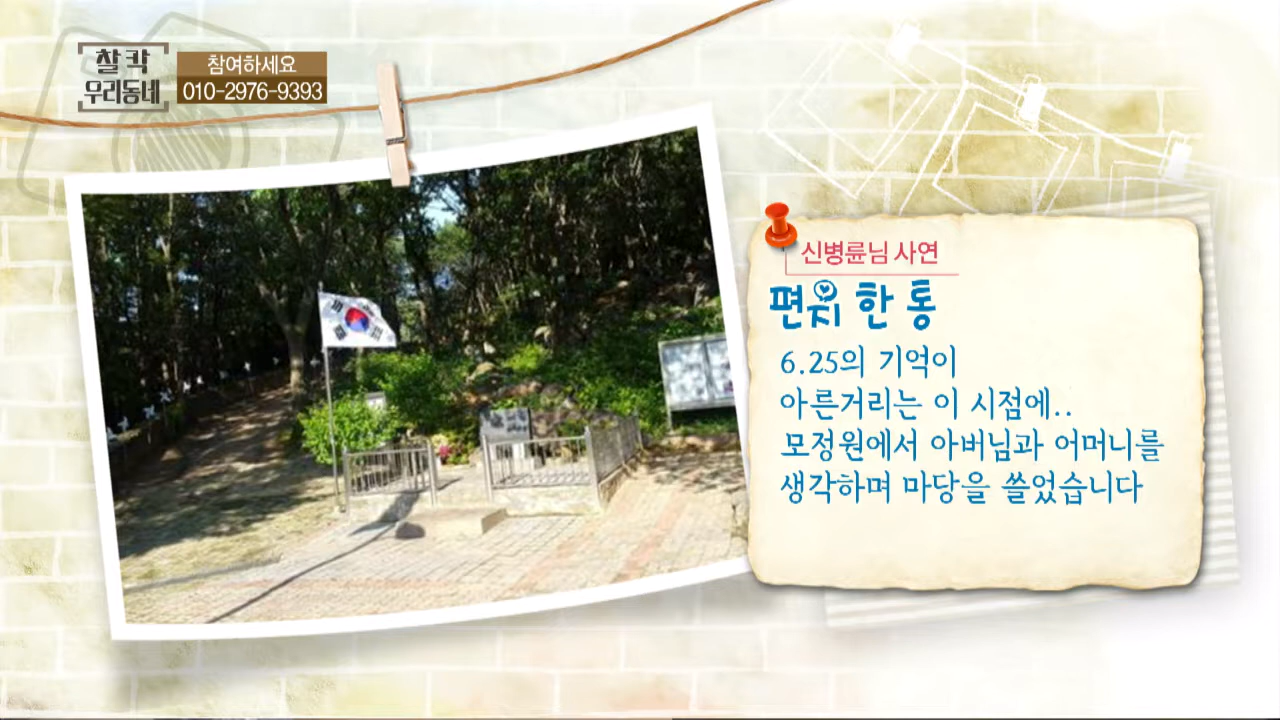 찰칵
우리동네
참여하세요
010-2976-9393
신병륜님 사연
편지 한 통
6.25의 기억이
아른거리는 이 시점에..
모정원에서 아버님과 어머니를
생각하며 마당을 쓸었습니다